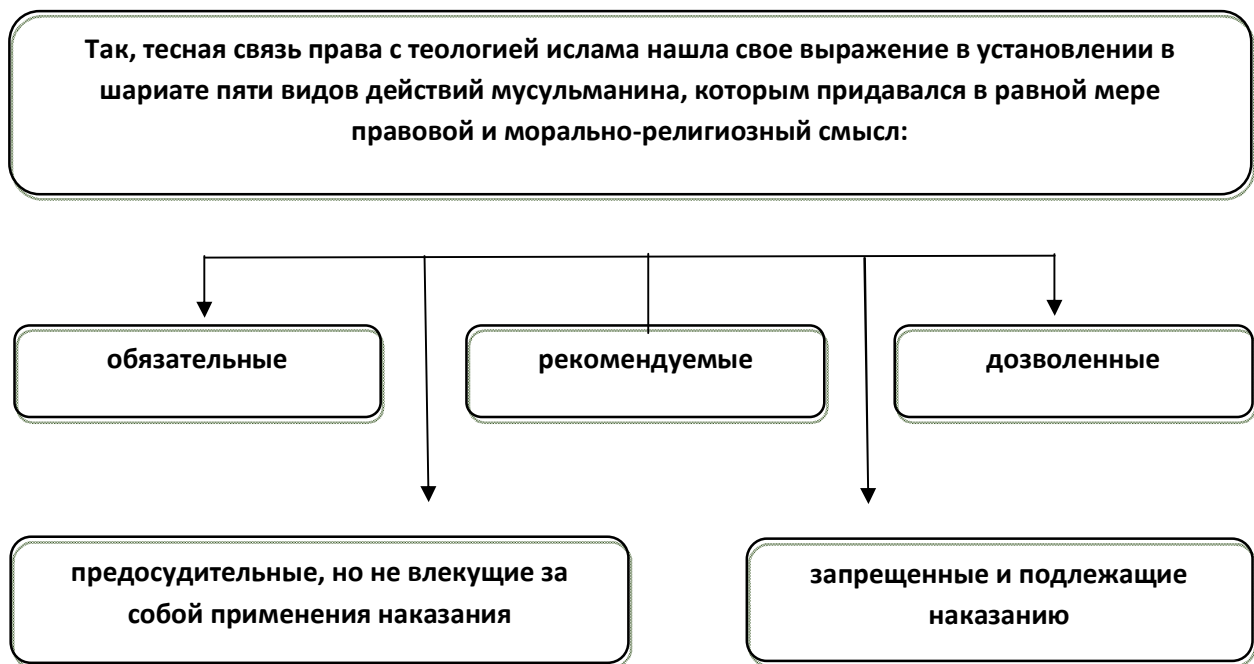 Так, тесная связь права с теологией ислама нашла свое выражение в установлении в
шариате пяти видов действий мусульманина, которым придавался в равной мере
правовой и морально-религиозный смысл:
обязательные
рекомендуемые
дозволенные
предосудительные, но не влекущие за
собой применения наказания
запрещенные и подлежащие
наказанию